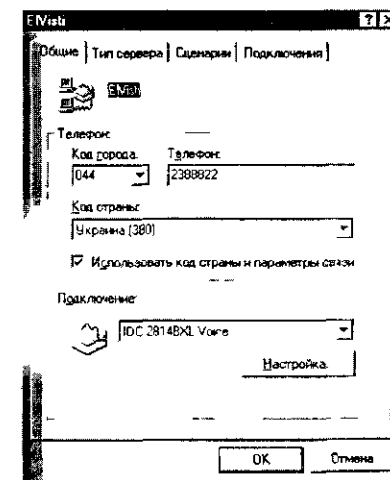 ElVisti
Общие Тип сервера Сценарии Подключения
ElVisti
Телефон:
Код города: Телефон:
044 2388822
Код страны:
Украина (380)
Использовать код страны и параметры связи
Подключение:
IDC 2814BXL Voice
Настройка...
OK Отмена